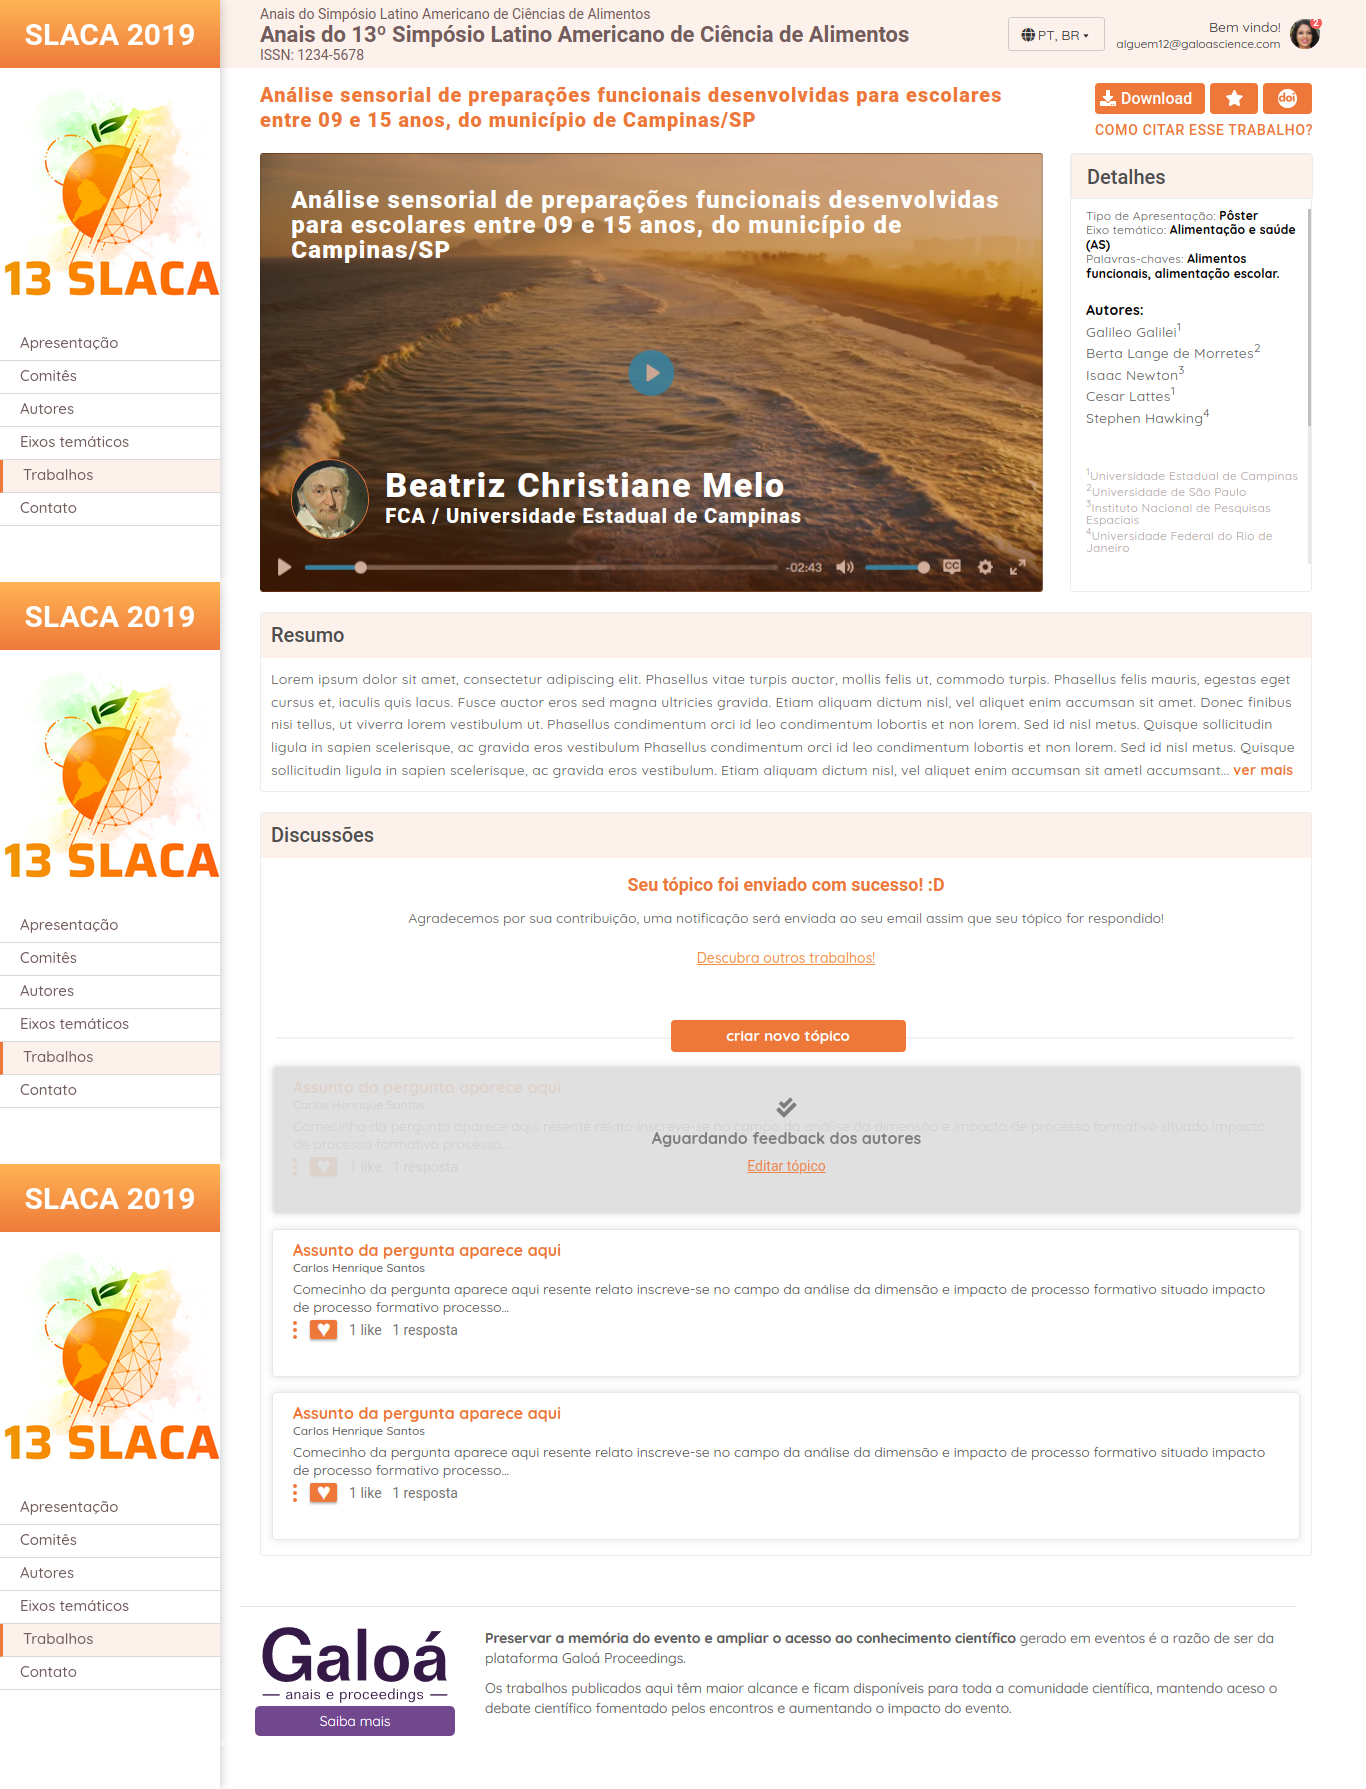 SLACA 2019
13 SLACA
Apresentação
Comitês
Autores
Eixos temáticos
Trabalhos
Contato
SLACA 2019
13 SLACA
Apresentação
Comitês
Autores
Eixos temáticos
Trabalhos
Contato
SLACA 2019
13 SLACA
Apresentação
Comitês
Autores
Eixos temáticos
Trabalhos
Contato
Anais do Simpósio Latino Americano de Ciências de Alimentos
Anais do 13º Simpósio Latino Americano de Ciência de Alimentos
ISSN: 1234-5678
PT, BR
Bem vindo!
alguem12@galoascience.com
2
Análise sensorial de preparações funcionais desenvolvidas para escolares
entre 09 e 15 anos, do município de Campinas/SP
Download
doi
COMO CITAR ESSE TRABALHO?
Análise sensorial de preparações funcionais desenvolvidas
para escolares entre 09 e 15 anos, do município de
Campinas/SP
Beatriz Christiane Melo
FCA / Universidade Estadual de Campinas
-02:43
CC
Detalhes
Tipo de Apresentação: Pôster
Eixo temático: Alimentação e saúde
(AS)
Palavras-chaves: Alimentos
funcionais, alimentação escolar.
Autores:
Galileo Galilei1
Berta Lange de Morretes2
Isaac Newton3
Cesar Lattes1
Stephen Hawking4
1Universidade Estadual de Campinas
2Universidade de São Paulo
3Instituto Nacional de Pesquisas
Espaciais
4Universidade Federal do Rio de
Janeiro
Resumo
Lorem ipsum dolor sit amet, consectetur adipiscing elit. Phasellus vitae turpis auctor, mollis felis ut, commodo turpis. Phasellus felis mauris, egestas eget
cursus et, iaculis quis lacus. Fusce auctor eros sed magna ultricies gravida. Etiam aliquam dictum nisl, vel aliquet enim accumsan sit amet. Donec finibus
nisi tellus, ut viverra lorem vestibulum ut. Phasellus condimentum orci id leo condimentum lobortis et non lorem. Sed id nisl metus. Quisque sollicitudin
ligula in sapien scelerisque, ac gravida eros vestibulum Phasellus condimentum orci id leo condimentum lobortis et non lorem. Sed id nisl metus. Quisque
sollicitudin ligula in sapien scelerisque, ac gravida eros vestibulum. Etiam aliquam dictum nisl, vel aliquet enim accumsan sit ametl accumsant... ver mais
Discussões
Seu tópico foi enviado com sucesso! :D
Agradecemos por sua contribuição, uma notificação será enviada ao seu email assim que seu tópico for respondido!
Descubra outros trabalhos!
criar novo tópico
Assunto da pergunta aparece aqui
Carlos Henrique Santos
Comecinho da pergunta aparece aqui resente relato inscreve-se no campo da análise da dimensão e impacto de processo formativo situado impacto
de processo formativo processo...
1 like 1 resposta
Aguardando feedback dos autores
Editar tópico
Assunto da pergunta aparece aqui
Carlos Henrique Santos
Comecinho da pergunta aparece aqui resente relato inscreve-se no campo da análise da dimensão e impacto de processo formativo situado impacto
de processo formativo processo...
1 like 1 resposta
Assunto da pergunta aparece aqui
Carlos Henrique Santos
Comecinho da pergunta aparece aqui resente relato inscreve-se no campo da análise da dimensão e impacto de processo formativo situado impacto
de processo formativo processo...
1 like 1 resposta
Galoá
anais e proceedings
Saiba mais
Preservar a memória do evento e ampliar o acesso ao conhecimento científico gerado em eventos é a razão de ser da
plataforma Galoá Proceedings.
Os trabalhos publicados aqui têm maior alcance e ficam disponíveis para toda a comunidade científica, mantendo aceso o
debate científico fomentado pelos encontros e aumentando o impacto do evento.